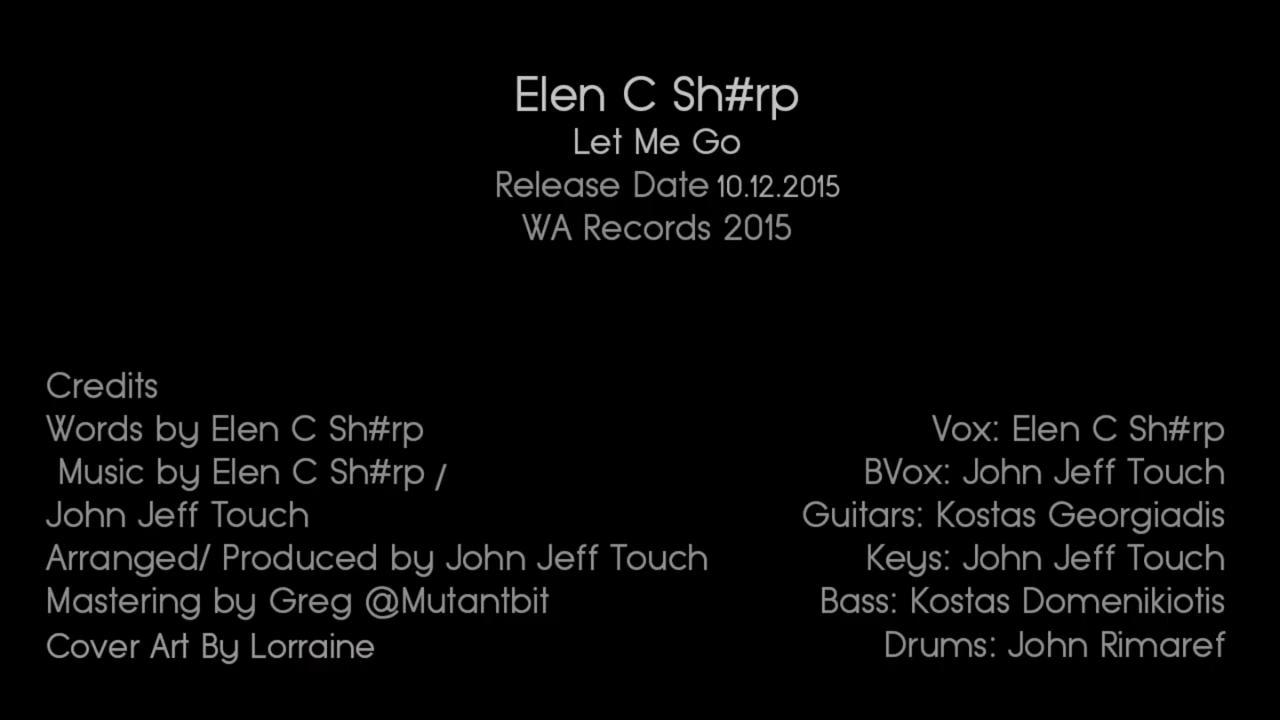 Elen C Sh#rp
Let Me Go
Release Date 10.12.2015
WA Records 2015
Credits
Words by Elen C Sh#rp
Music by Elen C Sh#rp /
John Jeff Touch
Arranged/ Produced by John Jeff Touch
Mastering by Greg @Mutantbit
Cover Art By Lorraine
Vox: Elen C Sh#rp
BVox: John Jeff Touch
Guitars: Kostas Georgiadis
Keys: John Jeff Touch
Bass: Kostas Domenikiotis
Drums: John Rimaref